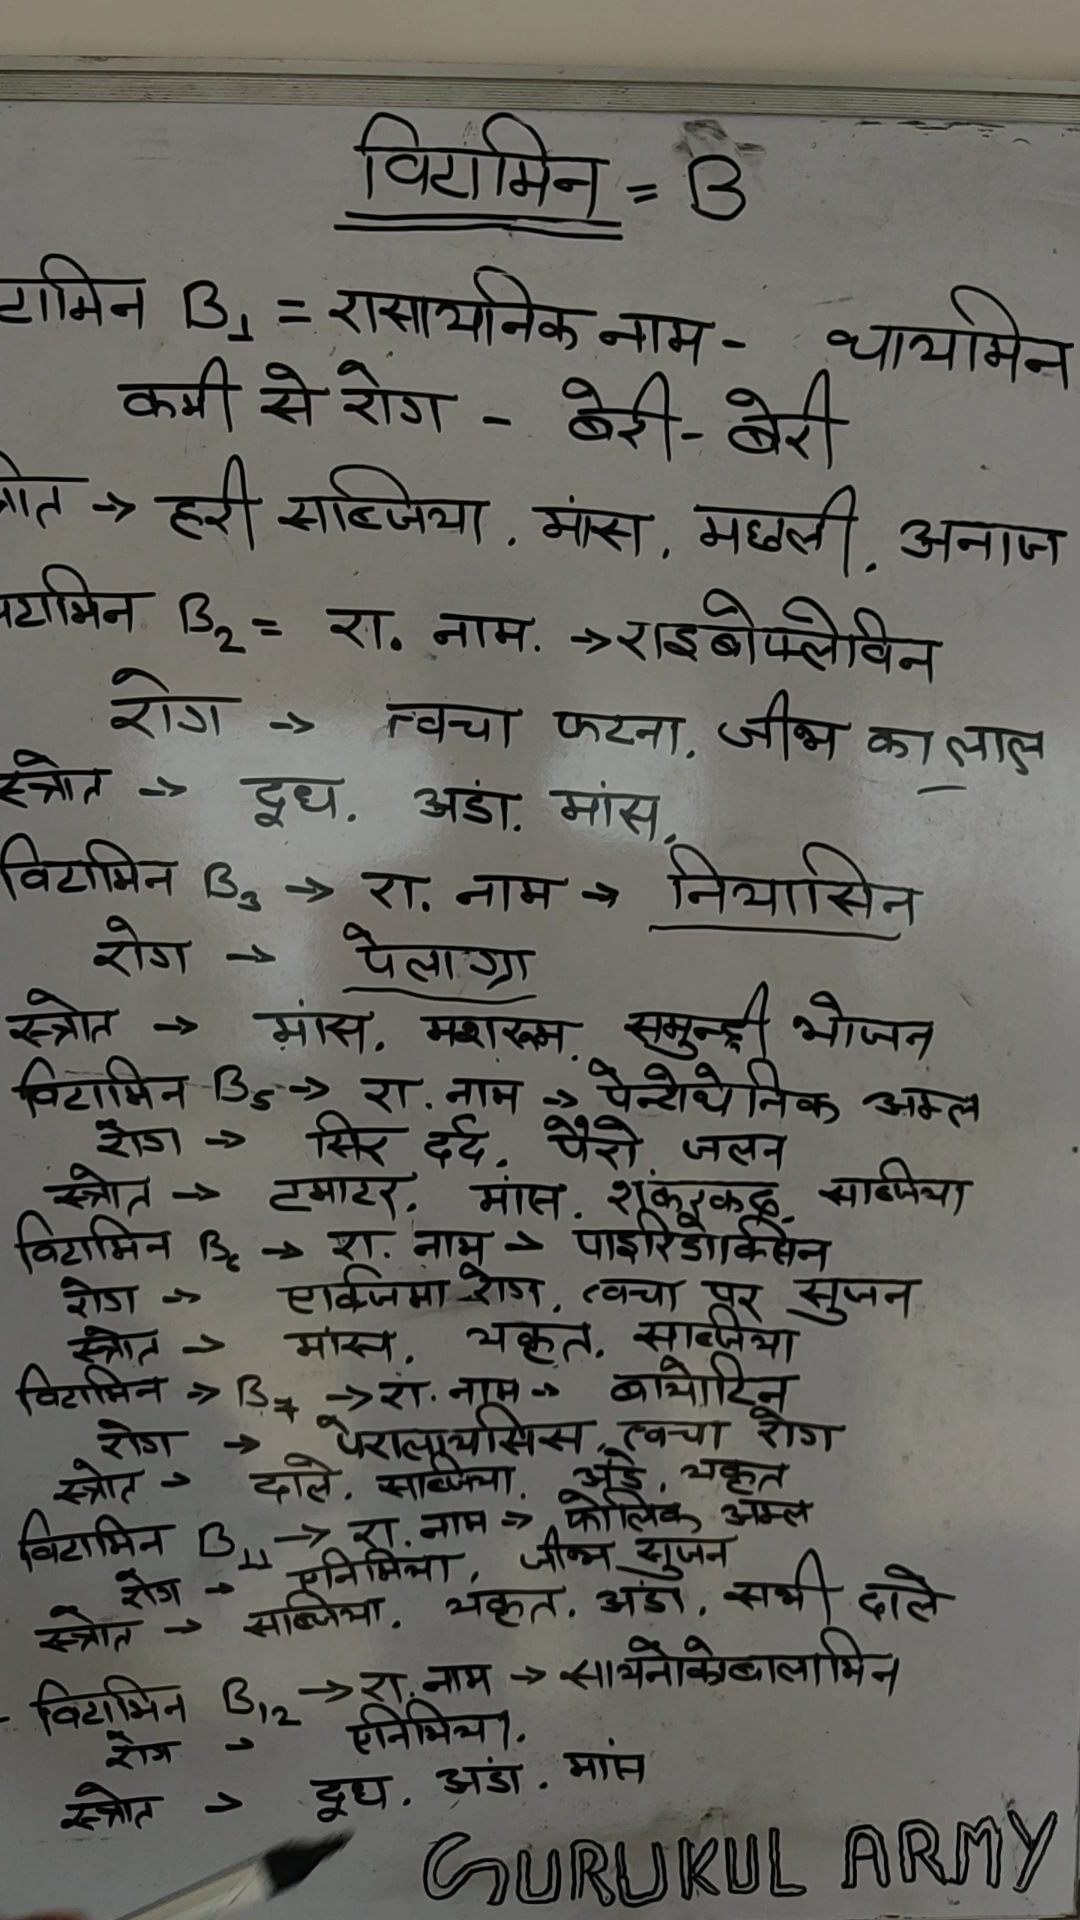 विटामिन = B
टामिन B1 = रासायनिक नाम - थायमिन
कमी से रोग - बेरी-बेरी
त्रोत → हरी सब्जिया. मांस. मछली. अनाज
विटामिन B2 = रा. नाम. → राइबोफ्लेविन
रोग → त्वचा फटना. जीभ का लाल
स्त्रोत → दूध. अंडा. मांस.
विटामिन B3 → रा. नाम → नियासिन
रोग → पेलाग्रा
स्त्रोत → मांस. मशरूम. समुन्द्री भोजन
विटामिन B5 → रा. नाम → पेन्टोथेनिक अम्ल
रोग → सिर दर्द. पैरो. जलन
स्त्रोत → टमाटर. मांस. शंकरकद्द. सब्जिया
विटामिन B6 → रा. नाम → पाइरिडोक्सिन
रोग → एक्जिमा रोग. त्वचा पर सुजन
स्त्रोत → मांस. यकृत. सब्जिया
विटामिन → B7 → रा. नाम → बायोटिन
रोग → पेरालायसिस. त्वचा रोग
स्त्रोत → दाले. सब्जिया. अंडे. यकृत
विटामिन B11 → रा. नाम → फोलिक अम्ल
रोग → एनिमिया. जीभ सुजन
स्त्रोत → सब्जिया. यकृत. अंडा. सभी दाले
- विटामिन B12 → रा. नाम → सायनोकोबालामिन
रोग → एनिमिया.
स्त्रोत → दूध. अंडा. मांस
GURUKUL ARMY